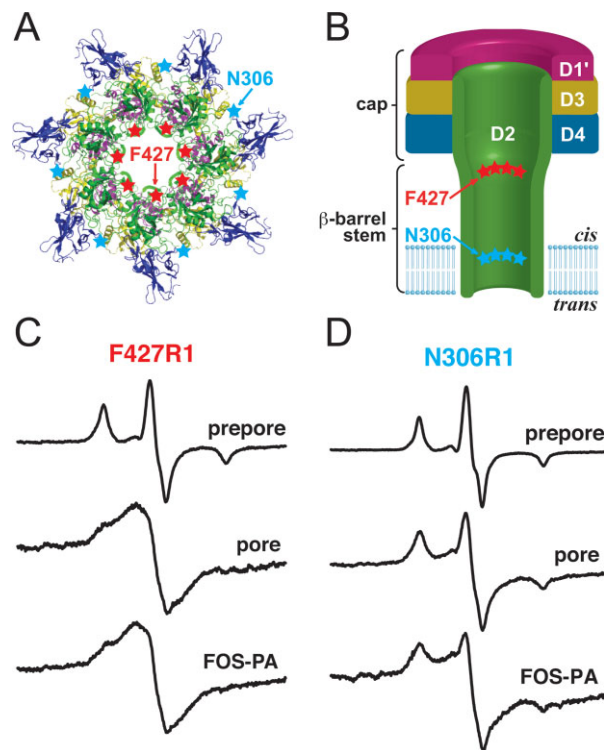 A
N306
F427
B
D1'
cap
D3
D2
D4
F427
β-barrel
stem
N306
cis
trans
C
F427R1
prepore
pore
FOS-PA
D
N306R1
prepore
pore
FOS-PA